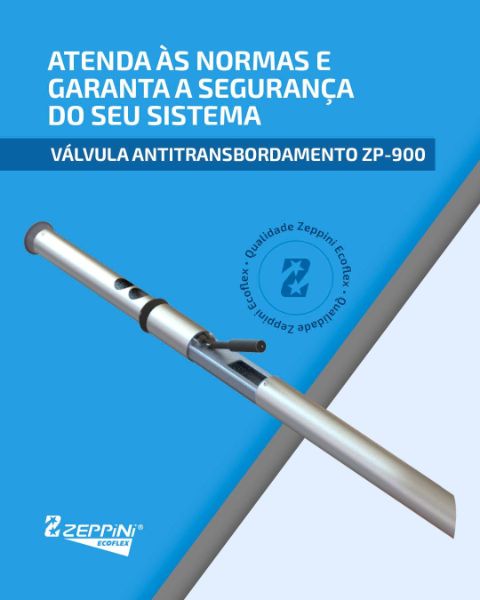 ATENDA ÀS NORMAS E
GARANTA A SEGURANÇA
DO SEU SISTEMA
VÁLVULA ANTITRANSBORDAMENTO ZP-900
• Qualidade Zeppini Ecoflex • Qualidade Zeppini Ecoflex
ZEPPiNi®
ECOFLEX